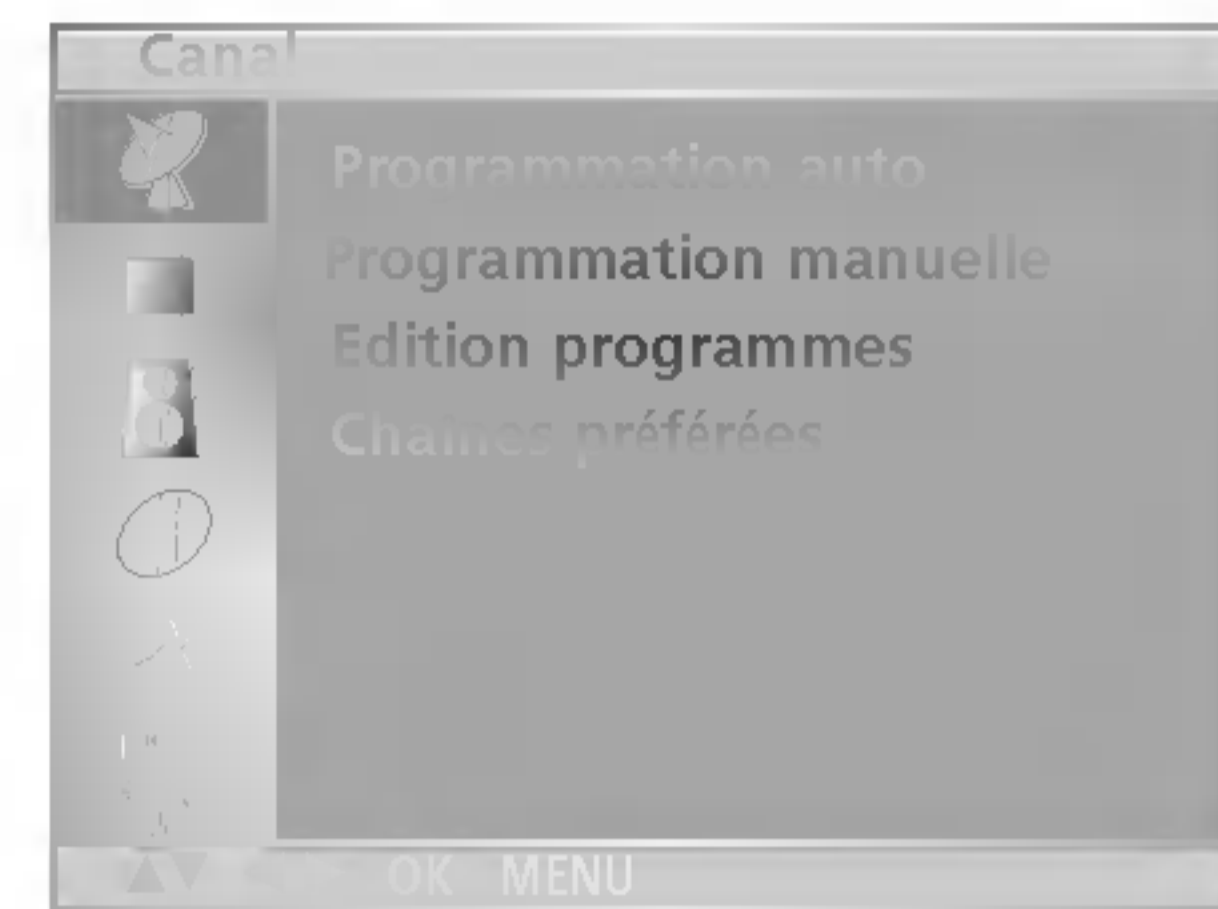 Canal
Programmation auto
Programmation manuelle
Edition programmes
Chaînes préférées
OK MENU